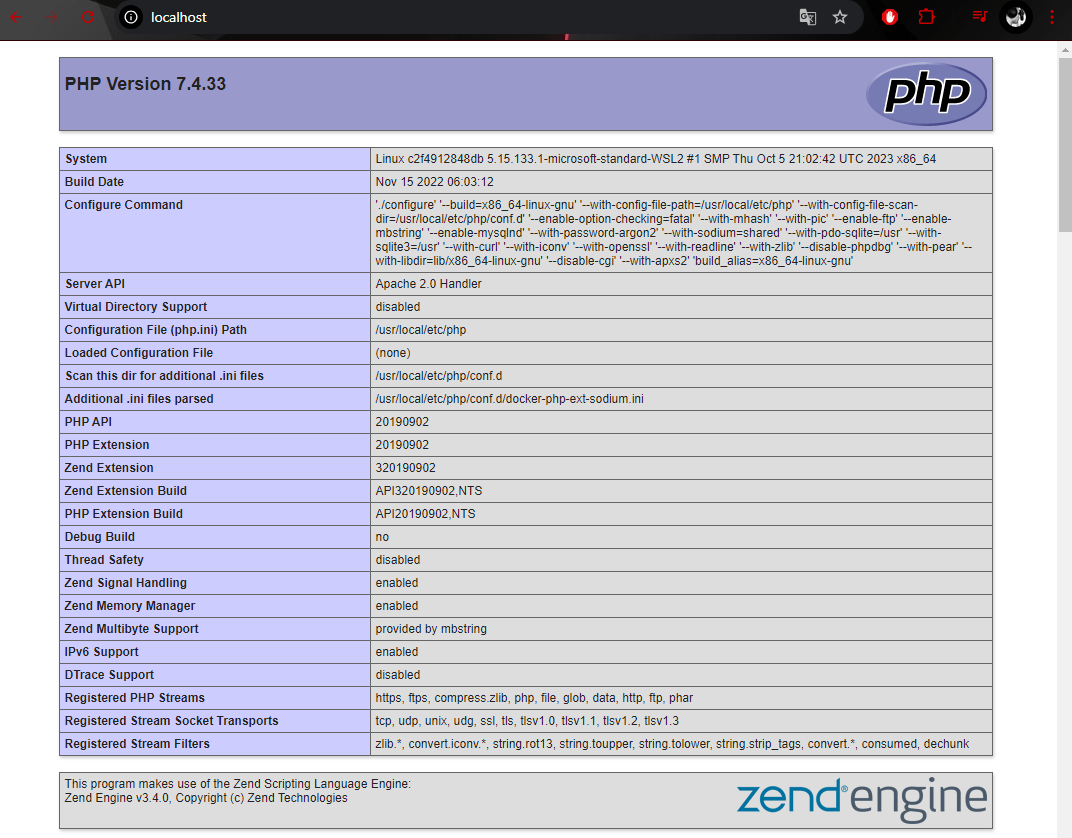 localhost
PHP Version 7.4.33
php
System Linux c2f4912848db 5.15.133.1-microsoft-standard-WSL2 #1 SMP Thu Oct 5 21:02:42 UTC 2023 x86_64
Build Date Nov 15 2022 06:03:12
Configure Command './configure' '--build=x86_64-linux-gnu' '--with-config-file-path=/usr/local/etc/php' '--with-config-file-scan-
dir=/usr/local/etc/php/conf.d' '--enable-option-checking=fatal' '--with-mhash' '--with-pic' '--enable-ftp' '--enable-
mbstring' '--enable-mysqlnd' '--with-password-argon2' '--with-sodium=shared' '--with-pdo-sqlite=/usr' '--with-
sqlite3=/usr' '--with-curl' '--with-iconv' '--with-openssl' '--with-readline' '--with-zlib' '--disable-phpdbg' '--with-pear' '--
with-libdir=lib/x86_64-linux-gnu' '--disable-cgi' '--with-apxs2' 'build_alias=x86_64-linux-gnu'
Server API Apache 2.0 Handler
Virtual Directory Support disabled
Configuration File (php.ini) Path /usr/local/etc/php
Loaded Configuration File (none)
Scan this dir for additional .ini files /usr/local/etc/php/conf.d
Additional .ini files parsed /usr/local/etc/php/conf.d/docker-php-ext-sodium.ini
PHP API 20190902
PHP Extension 20190902
Zend Extension 320190902
Zend Extension Build API320190902,NTS
PHP Extension Build API20190902,NTS
Debug Build no
Thread Safety disabled
Zend Signal Handling enabled
Zend Memory Manager enabled
Zend Multibyte Support provided by mbstring
IPv6 Support enabled
DTrace Support disabled
Registered PHP Streams https, ftps, compress.zlib, php, file, glob, data, http, ftp, phar
Registered Stream Socket Transports tcp, udp, unix, udg, ssl, tls, tlsv1.0, tlsv1.1, tlsv1.2, tlsv1.3
Registered Stream Filters zlib.*, convert.iconv.*, string.rot13, string.toupper, string.tolower, string.strip_tags, convert.*, consumed, dechunk
This program makes use of the Zend Scripting Language Engine:
Zend Engine v3.4.0, Copyright (c) Zend Technologies
zend®engine